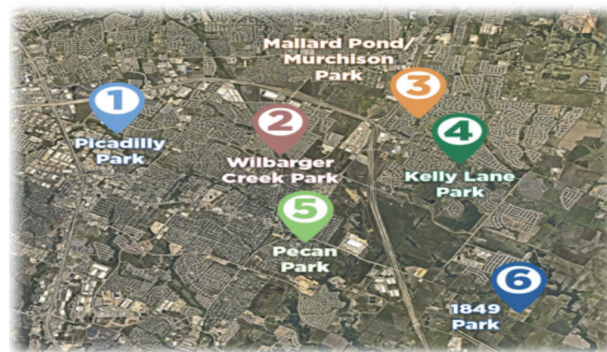 1
Picadilly
Park
2
Wilbarger
Creek Park
Mallard Pond/
Murchison
Park
3
4
Kelly Lane
Park
5
Pecan
Park
6
1849
Park